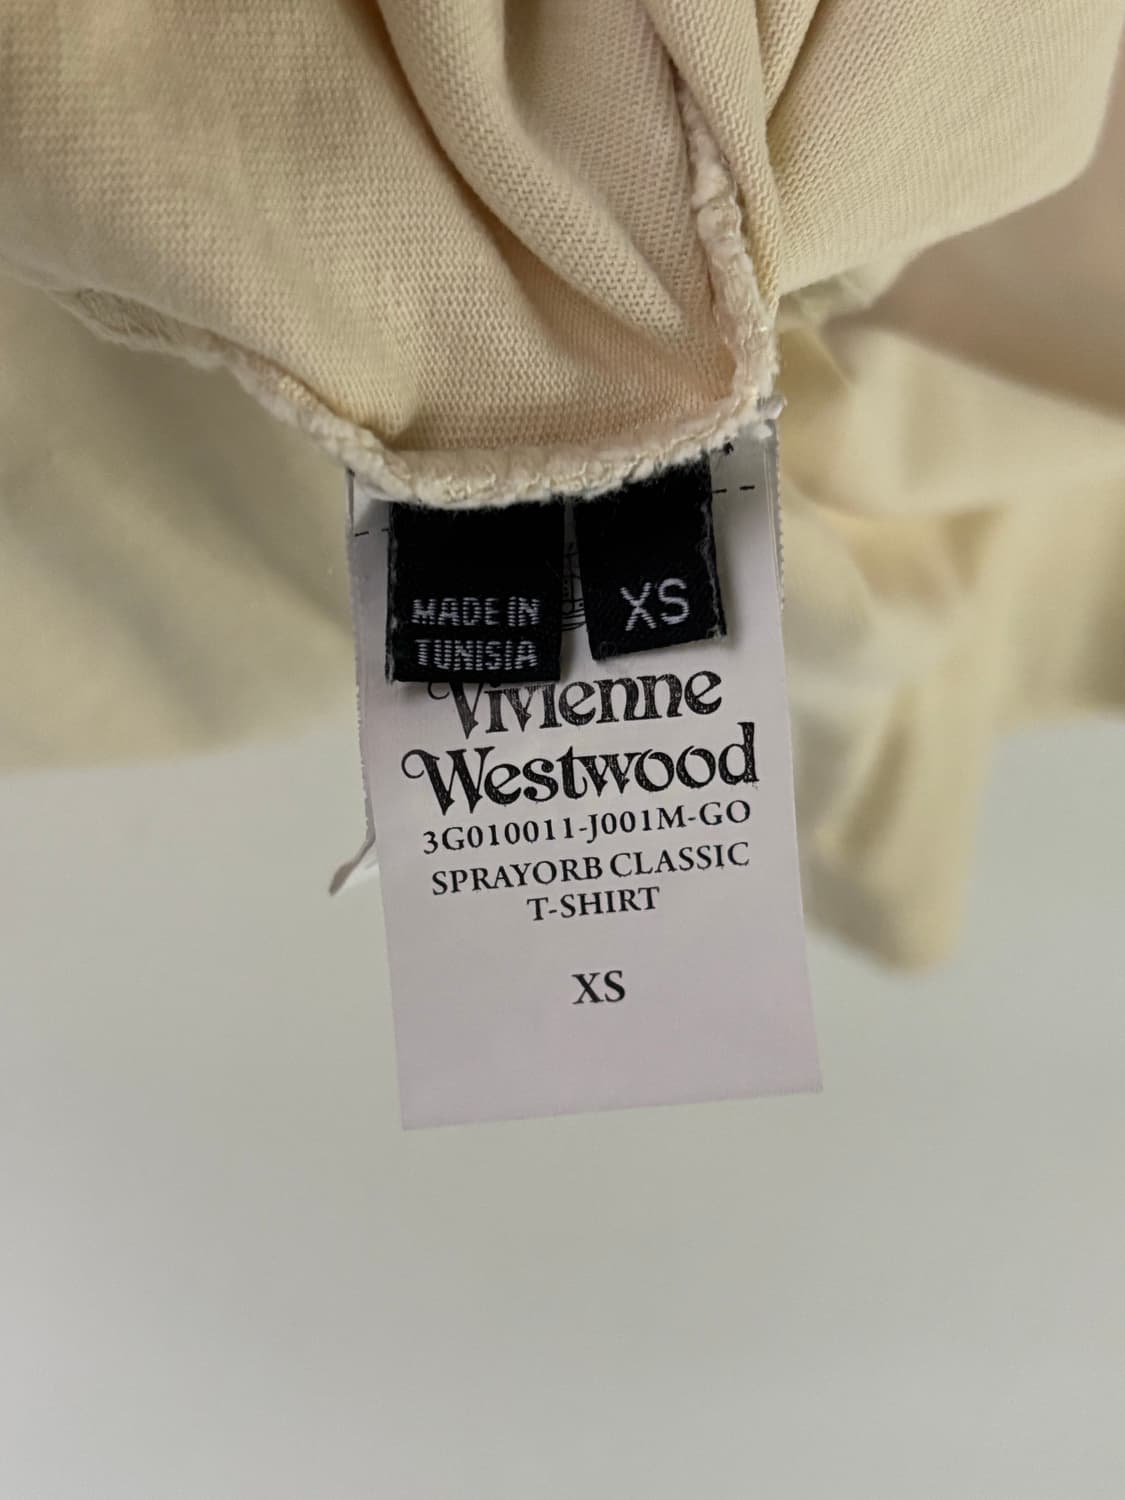 MADE IN
TUNISIA
XS
Vivienne
Westwood
3G010011-J001M-GO
SPRAYORB CLASSIC
T-SHIRT
XS